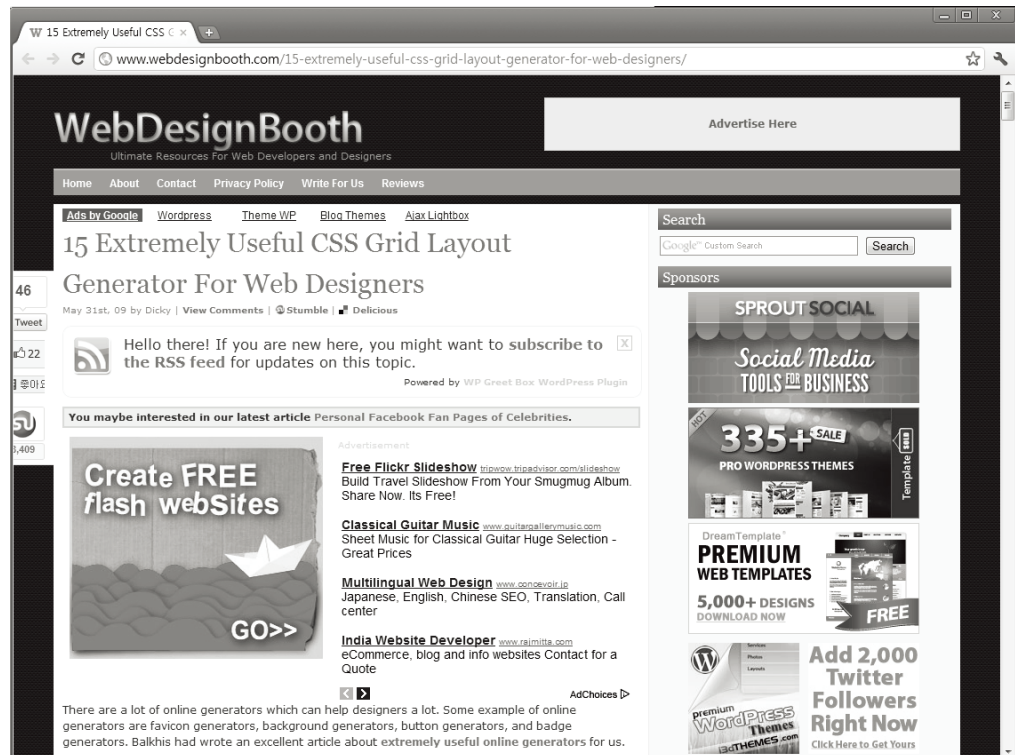 W 15 Extremely Useful CSS G ×
www.webdesignbooth.com/15-extremely-useful-css-grid-layout-generator-for-web-designers/
WebDesignBooth
Ultimate Resources For Web Developers and Designers
Advertise Here
Home About Contact Privacy Policy Write For Us Reviews
Ads by Google Wordpress Theme WP Blog Themes Ajax Lightbox
15 Extremely Useful CSS Grid Layout
Generator For Web Designers
May 31st, 09 by Dicky | View Comments | Stumble | Delicious
46
Tweet
22
좋아요
3,409
Hello there! If you are new here, you might want to subscribe to
the RSS feed for updates on this topic.
X
Powered by WP Greet Box WordPress Plugin
You maybe interested in our latest article Personal Facebook Fan Pages of Celebrities.
Create FREE
flash webSites
GO>>
Advertisement
Free Flickr Slideshow tripwow.tripadvisor.com/slideshow
Build Travel Slideshow From Your Smugmug Album.
Share Now. Its Free!
Classical Guitar Music www.guitargallerymusic.com
Sheet Music for Classical Guitar Huge Selection -
Great Prices
Multilingual Web Design www.concevoir.jp
Japanese, English, Chinese SEO, Translation, Call
center
India Website Developer www.rajmitta.com
eCommerce, blog and info websites Contact for a
Quote
AdChoices
There are a lot of online generators which can help designers a lot. Some example of online
generators are favicon generators, background generators, button generators, and badge
generators. Balkhis had wrote an excellent article about extremely useful online generators for us.
Search
Google™ Custom Search
Search
Sponsors
SPROUT SOCIAL
Social Media
TOOLS FOR BUSINESS
HOT
335+ SALE
PRO WORDPRESS THEMES
Template SOLD
DreamTemplate
PREMIUM
WEB TEMPLATES
5,000+ DESIGNS
DOWNLOAD NOW
FREE
Services
Photos
Layouts
premium
WordPress
Themes
Add 2,000
Twitter
Followers
Right Now
Click Here to Get Yours